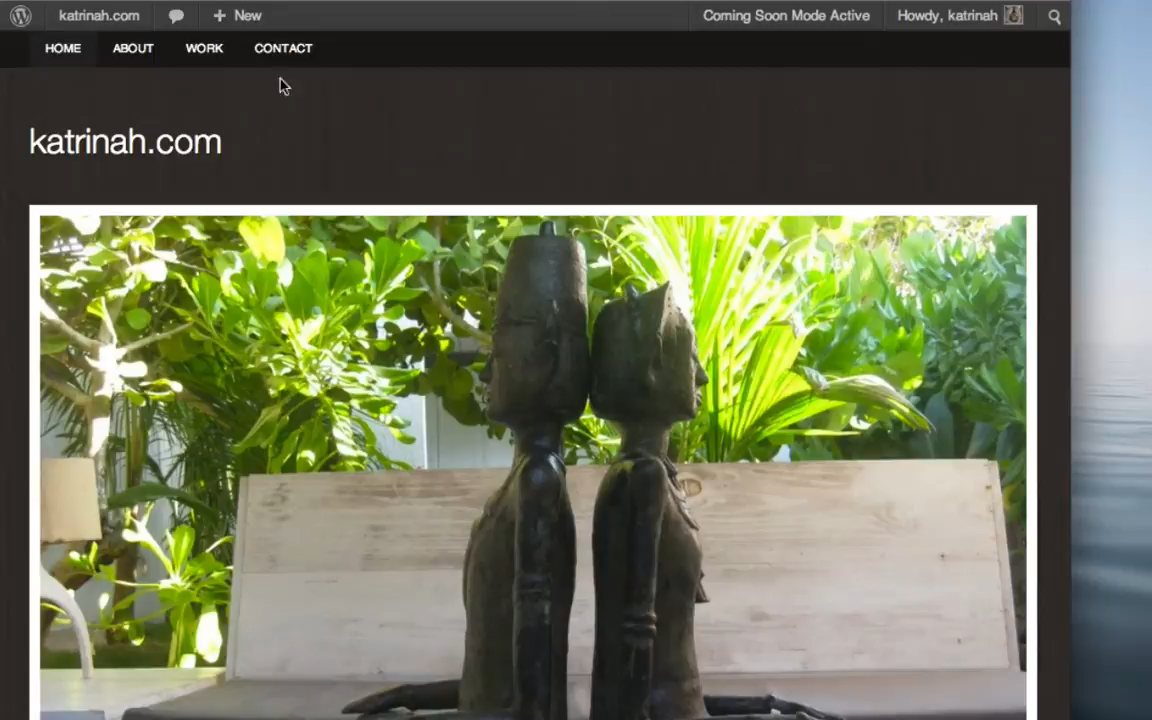 katrinah.com New Coming Soon Mode Active Howdy, katrinah
HOME ABOUT WORK CONTACT
katrinah.com